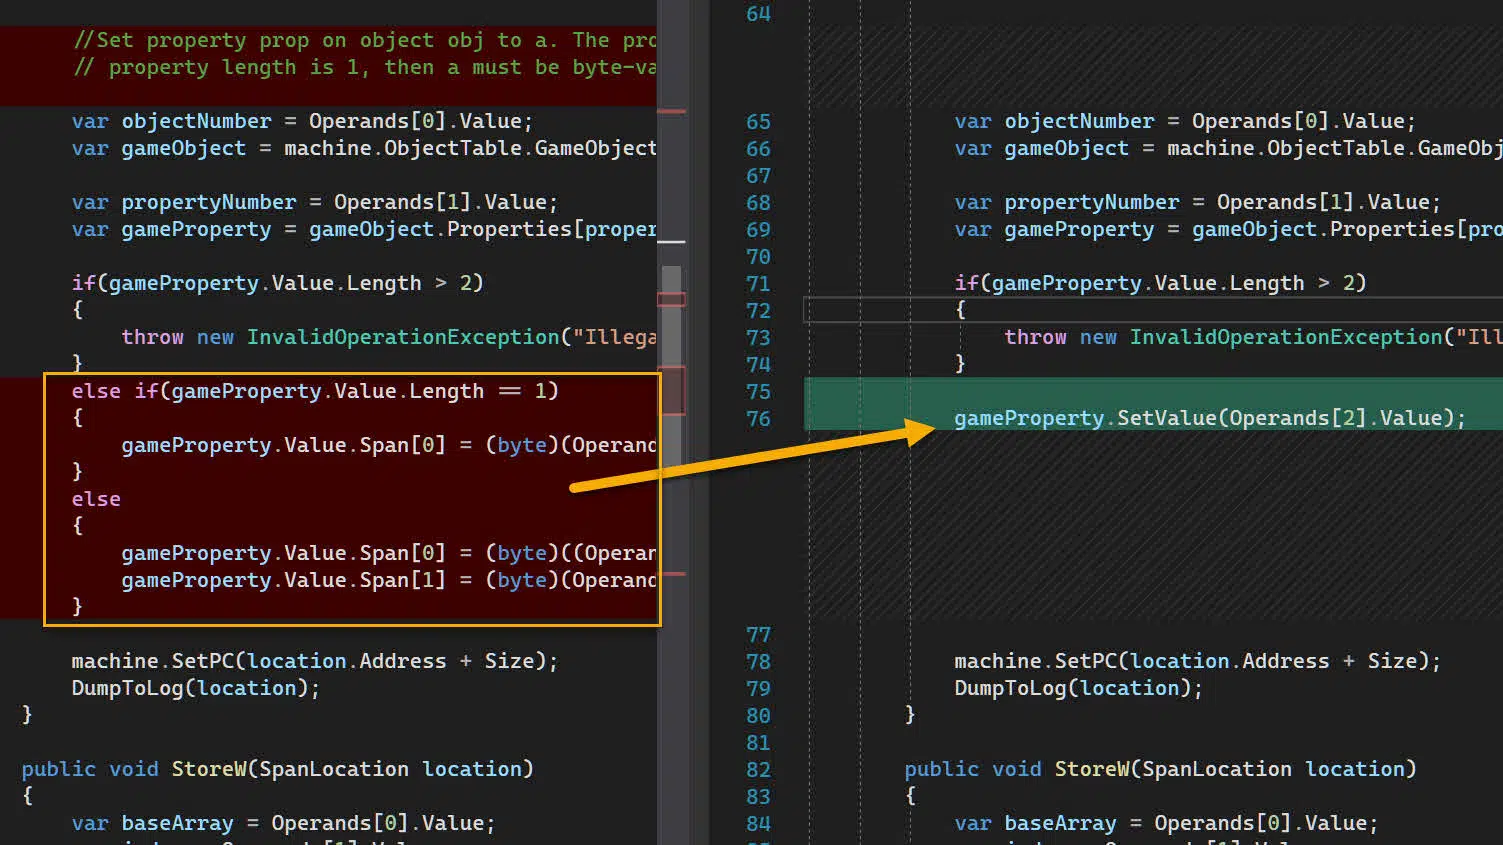 //Set property prop on object obj to a. The pro
// property length is 1, then a must be byte-va
var objectNumber = Operands[0].Value;
var gameObject = machine.ObjectTable.GameObject
var propertyNumber = Operands[1].Value;
var gameProperty = gameObject.Properties[proper
if(gameProperty.Value.Length > 2)
{
throw new InvalidOperationException("Illega
}
else if(gameProperty.Value.Length == 1)
{
gameProperty.Value.Span[0] = (byte)(Operand
}
else
{
gameProperty.Value.Span[0] = (byte)((Operan
gameProperty.Value.Span[1] = (byte)(Operand
}
machine.SetPC(location.Address + Size);
DumpToLog(location);
}
public void StoreW(SpanLocation location)
{
var baseArray = Operands[0].Value;
64
65 var objectNumber = Operands[0].Value;
66 var gameObject = machine.ObjectTable.GameObj
67
68 var propertyNumber = Operands[1].Value;
69 var gameProperty = gameObject.Properties[pro
70
71 if(gameProperty.Value.Length > 2)
72 {
73 throw new InvalidOperationException("Ill
74 }
75
76 gameProperty.SetValue(Operands[2].Value);
77
78 machine.SetPC(location.Address + Size);
79 DumpToLog(location);
80 }
81
82 public void StoreW(SpanLocation location)
83 {
84 var baseArray = Operands[0].Value;